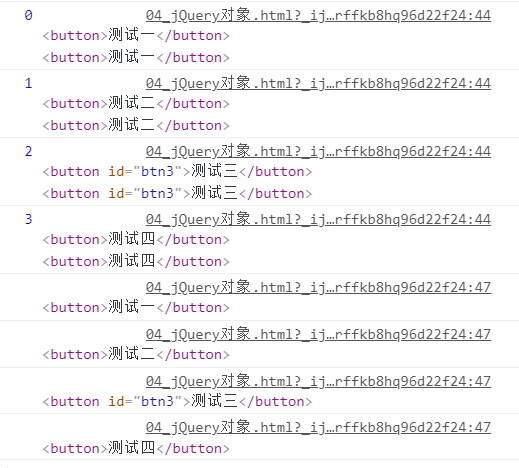 0 04_jQuery对象.html?_ij…rffkb8hq96d22f24:44
<button>测试一</button>
<button>测试一</button>
1 04_jQuery对象.html?_ij…rffkb8hq96d22f24:44
<button>测试二</button>
<button>测试二</button>
2 04_jQuery对象.html?_ij…rffkb8hq96d22f24:44
<button id="btn3">测试三</button>
<button id="btn3">测试三</button>
3 04_jQuery对象.html?_ij…rffkb8hq96d22f24:44
<button>测试四</button>
<button>测试四</button>
04_jQuery对象.html?_ij…rffkb8hq96d22f24:47
<button>测试一</button>
04_jQuery对象.html?_ij…rffkb8hq96d22f24:47
<button>测试二</button>
04_jQuery对象.html?_ij…rffkb8hq96d22f24:47
<button id="btn3">测试三</button>
04_jQuery对象.html?_ij…rffkb8hq96d22f24:47
<button>测试四</button>